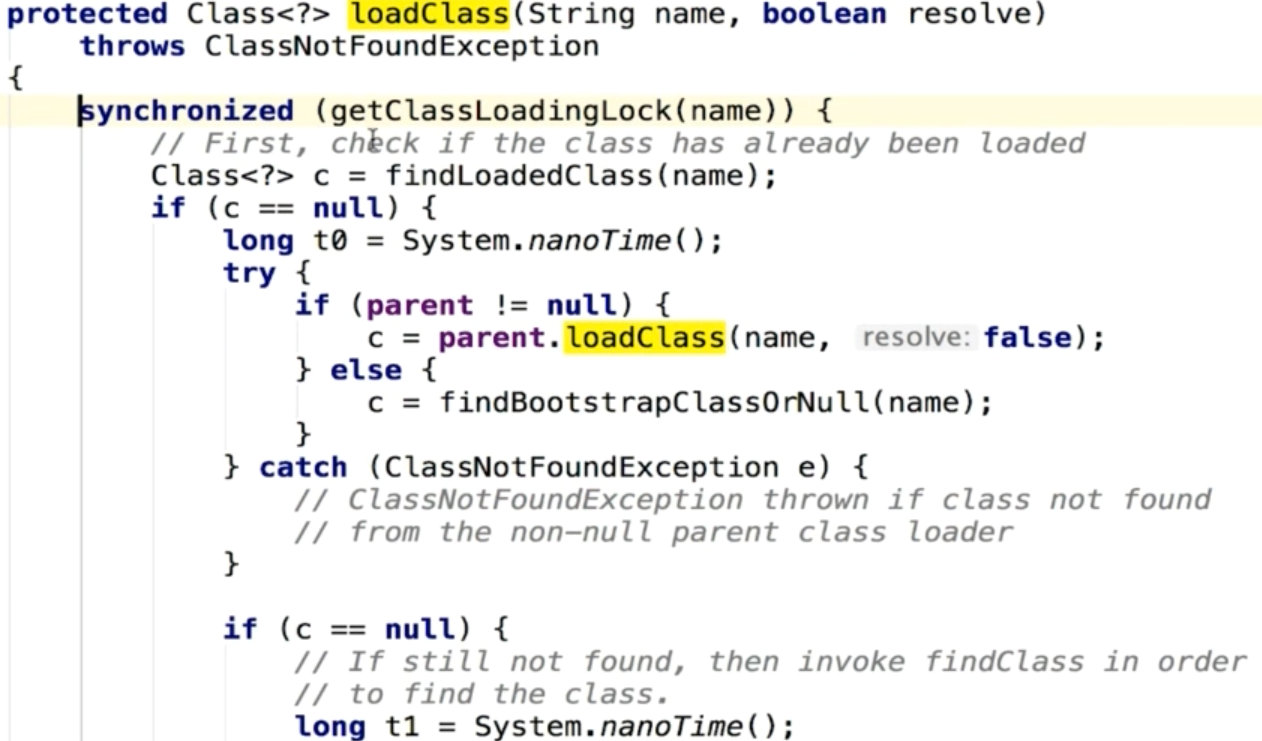 protected Class<?> loadClass(String name, boolean resolve)
    throws ClassNotFoundException
{
    synchronized (getClassLoadingLock(name)) {
        // First, check if the class has already been loaded
        Class<?> c = findLoadedClass(name);
        if (c == null) {
            long t0 = System.nanoTime();
            try {
                if (parent != null) {
                    c = parent.loadClass(name, resolve: false);
                } else {
                    c = findBootstrapClassOrNull(name);
                }
            } catch (ClassNotFoundException e) {
                // ClassNotFoundException thrown if class not found
                // from the non-null parent class loader
            }

            if (c == null) {
                // If still not found, then invoke findClass in order
                // to find the class.
                long t1 = System.nanoTime();